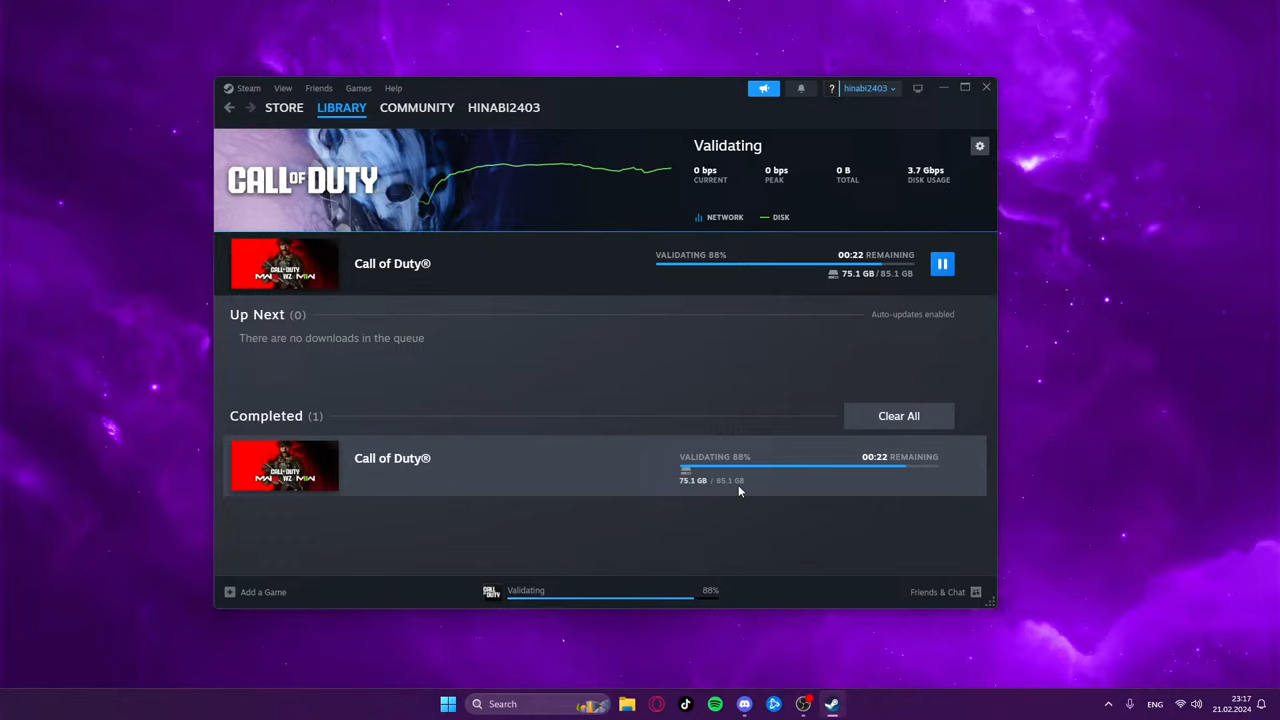 Steam View Friends Games Help
? hinabi2403
STORE LIBRARY COMMUNITY HINABI2403
CALL OF DUTY
Validating
0 bps 0 bps 0 B 3.7 Gbps
CURRENT PEAK TOTAL DISK USAGE
NETWORK DISK
Call of Duty®
VALIDATING 88% 00:22 REMAINING
75.1 GB / 85.1 GB
Up Next (0) Auto-updates enabled
There are no downloads in the queue
Completed (1) Clear All
Call of Duty®
VALIDATING 88% 00:22 REMAINING
75.1 GB / 85.1 GB
Add a Game
Validating 88%
Friends & Chat
Search
ENG
23:17
21.02.2024